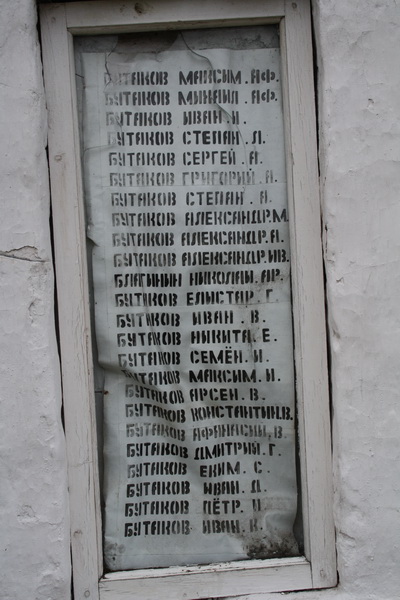 БУТАКОВ МАКСИМ.АФ.
БУТАКОВ МИХАИЛ.АФ.
БУТАКОВ ИВАН.Н.
БУТАКОВ СТЕПАН.Л.
БУТАКОВ СЕРГЕЙ.А.
БУТАКОВ ГРИГОРИЙ.А.
БУТАКОВ СТЕПАН.А.
БУТАКОВ АЛЕКСАНДР.М.
БУТАКОВ АЛЕКСАНДР.А.
БУТАКОВ АЛЕКСАНДР.ИВ.
БЛАГИНИН НИКОЛАЙ.АР.
БУТАКОВ ЕЛИСТАР.Г.
БУТАКОВ ИВАН.В.
БУТАКОВ НИКИТА.Е.
БУТАКОВ СЕМЁН.И.
БУТАКОВ МАКСИМ.И.
БУТАКОВ АРСЕН.В.
БУТАКОВ КОНСТАНТИН.В.
БУТАКОВ АФАНАСИЙ.В.
БУТАКОВ ДМИТРИЙ.Г.
БУТАКОВ ЕКИМ.С.
БУТАКОВ ИВАН.Д.
БУТАКОВ ПЁТР.
БУТАКОВ ИВАН.К.